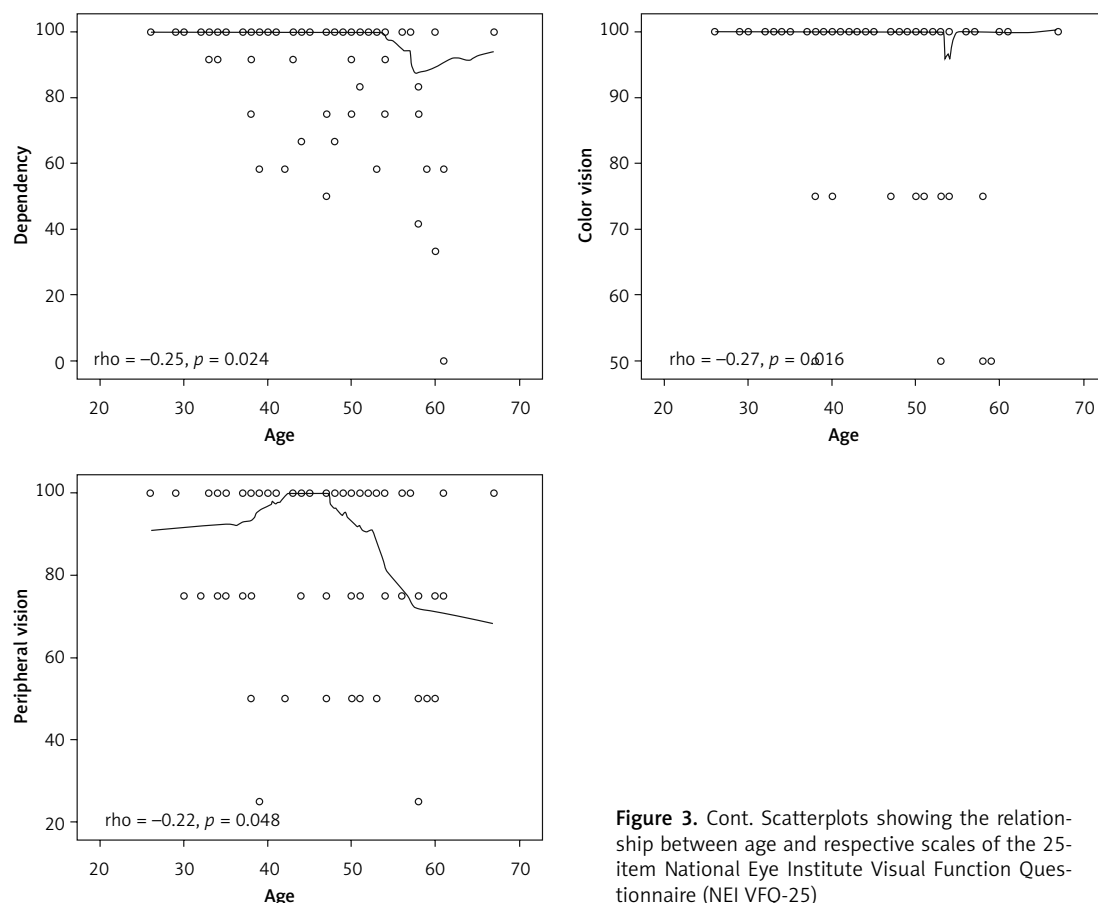 100
80
60
40
20
0
Dependency
rho = –0.25, p = 0.024
20 30 40 50 60 70
Age
100
90
80
70
60
50
Color vision
rho = –0.27, p = 0.016
20 30 40 50 60 70
Age
100
80
60
40
20
Peripheral vision
rho = –0.22, p = 0.048
20 30 40 50 60 70
Age
Figure 3. Cont. Scatterplots showing the relation-
ship between age and respective scales of the 25-
item National Eye Institute Visual Function Ques-
tionnaire (NEI VFQ-25)